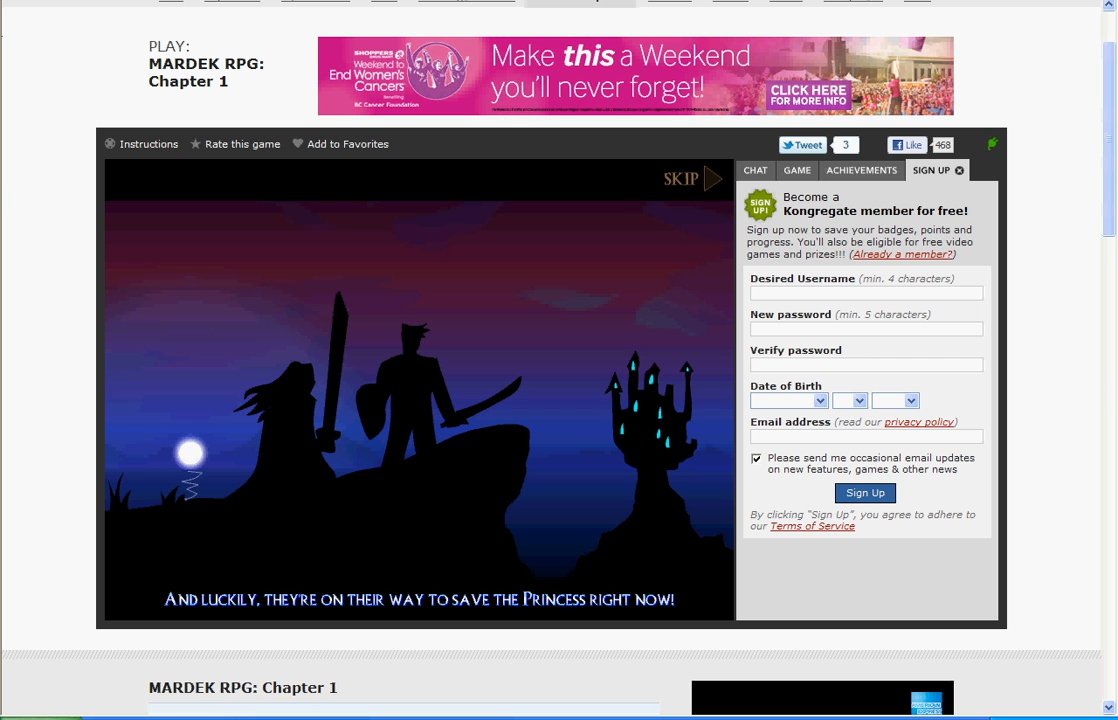 PLAY:
MARDEK RPG:
Chapter 1
SHOPPERS
Weekend to
End Women's
Cancers
Benefiting
BC Cancer Foundation
Make this a Weekend
you'll never forget!
CLICK HERE
FOR MORE INFO
Instructions
Rate this game
Add to Favorites
Tweet
3
Like
468
SKIP
CHAT
GAME
ACHIEVEMENTS
SIGN UP
SIGN
UP!
Become a
Kongregate member for free!
Sign up now to save your badges, points and
progress. You'll also be eligible for free video
games and prizes!!! (Already a member?)
Desired Username (min. 4 characters)
New password (min. 5 characters)
Verify password
Date of Birth
Email address (read our privacy policy)
Please send me occasional email updates
on new features, games & other news
Sign Up
By clicking "Sign Up", you agree to adhere to
our Terms of Service
AND LUCKILY, THEY'RE ON THEIR WAY TO SAVE THE PRINCESS RIGHT NOW!
MARDEK RPG: Chapter 1
AMERICAN
EXPRESS